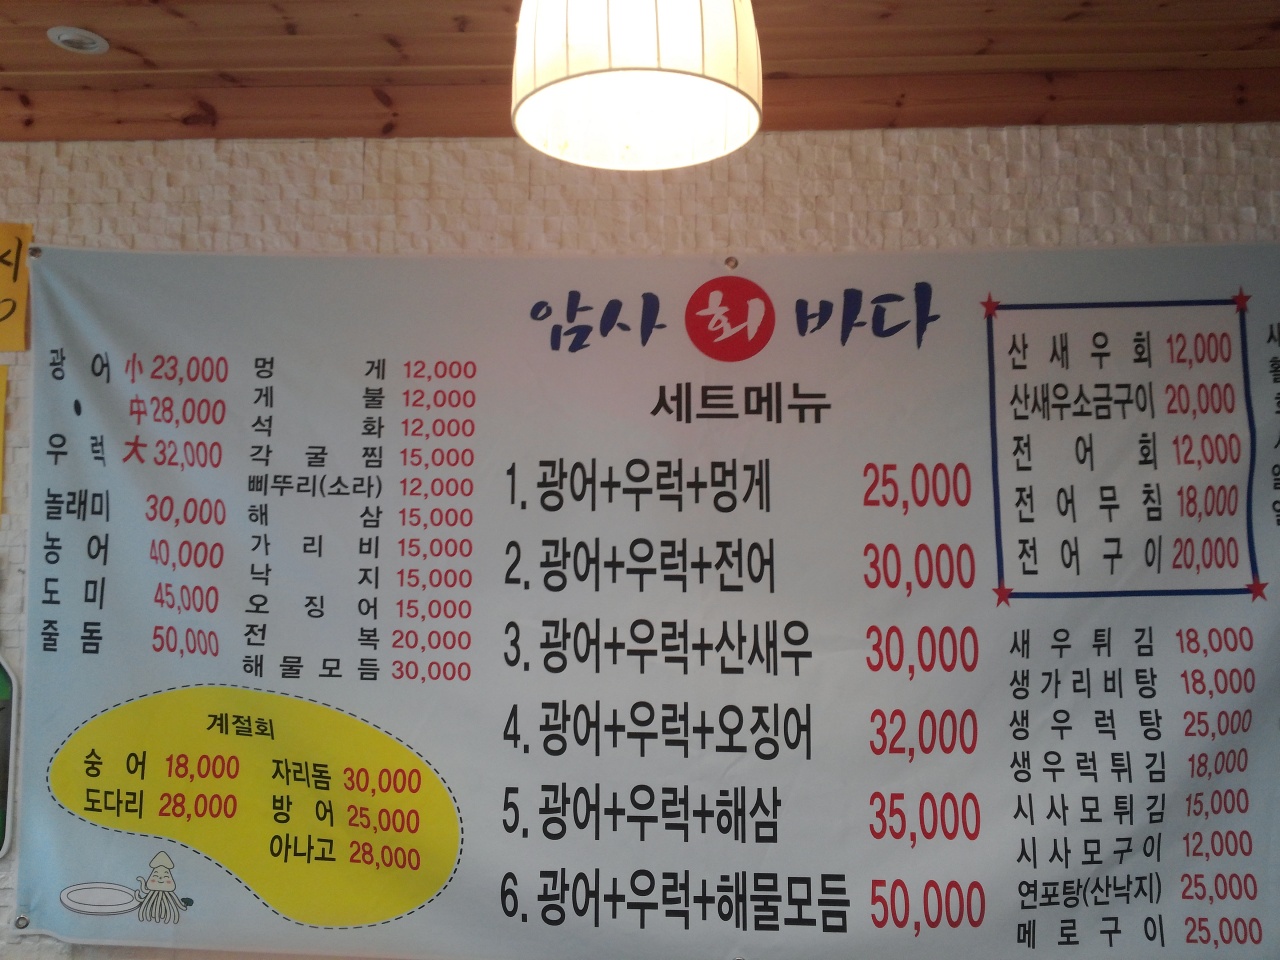 암사 회 바다
세트메뉴
광어 小 23,000
• 中 28,000
우럭 大 32,000
놀래미 30,000
농어 40,000
도미 45,000
줄돔 50,000
멍게 12,000
게불 12,000
석화 12,000
각굴찜 15,000
삐뚜리(소라) 12,000
해삼 15,000
가리비 15,000
낙지 15,000
오징어 15,000
전복 20,000
해물모듬 30,000
계절회
숭어 18,000
도다리 28,000
자리돔 30,000
방어 25,000
아나고 28,000
1. 광어+우럭+멍게 25,000
2. 광어+우럭+전어 30,000
3. 광어+우럭+산새우 30,000
4. 광어+우럭+오징어 32,000
5. 광어+우럭+해삼 35,000
6. 광어+우럭+해물모듬 50,000
산새우회 12,000
산새우소금구이 20,000
전어회 12,000
전어무침 18,000
전어구이 20,000
새우튀김 18,000
생가리비탕 18,000
생우럭탕 25,000
생우럭튀김 18,000
시사모튀김 15,000
시사모구이 12,000
연포탕(산낙지) 25,000
메로구이 25,000